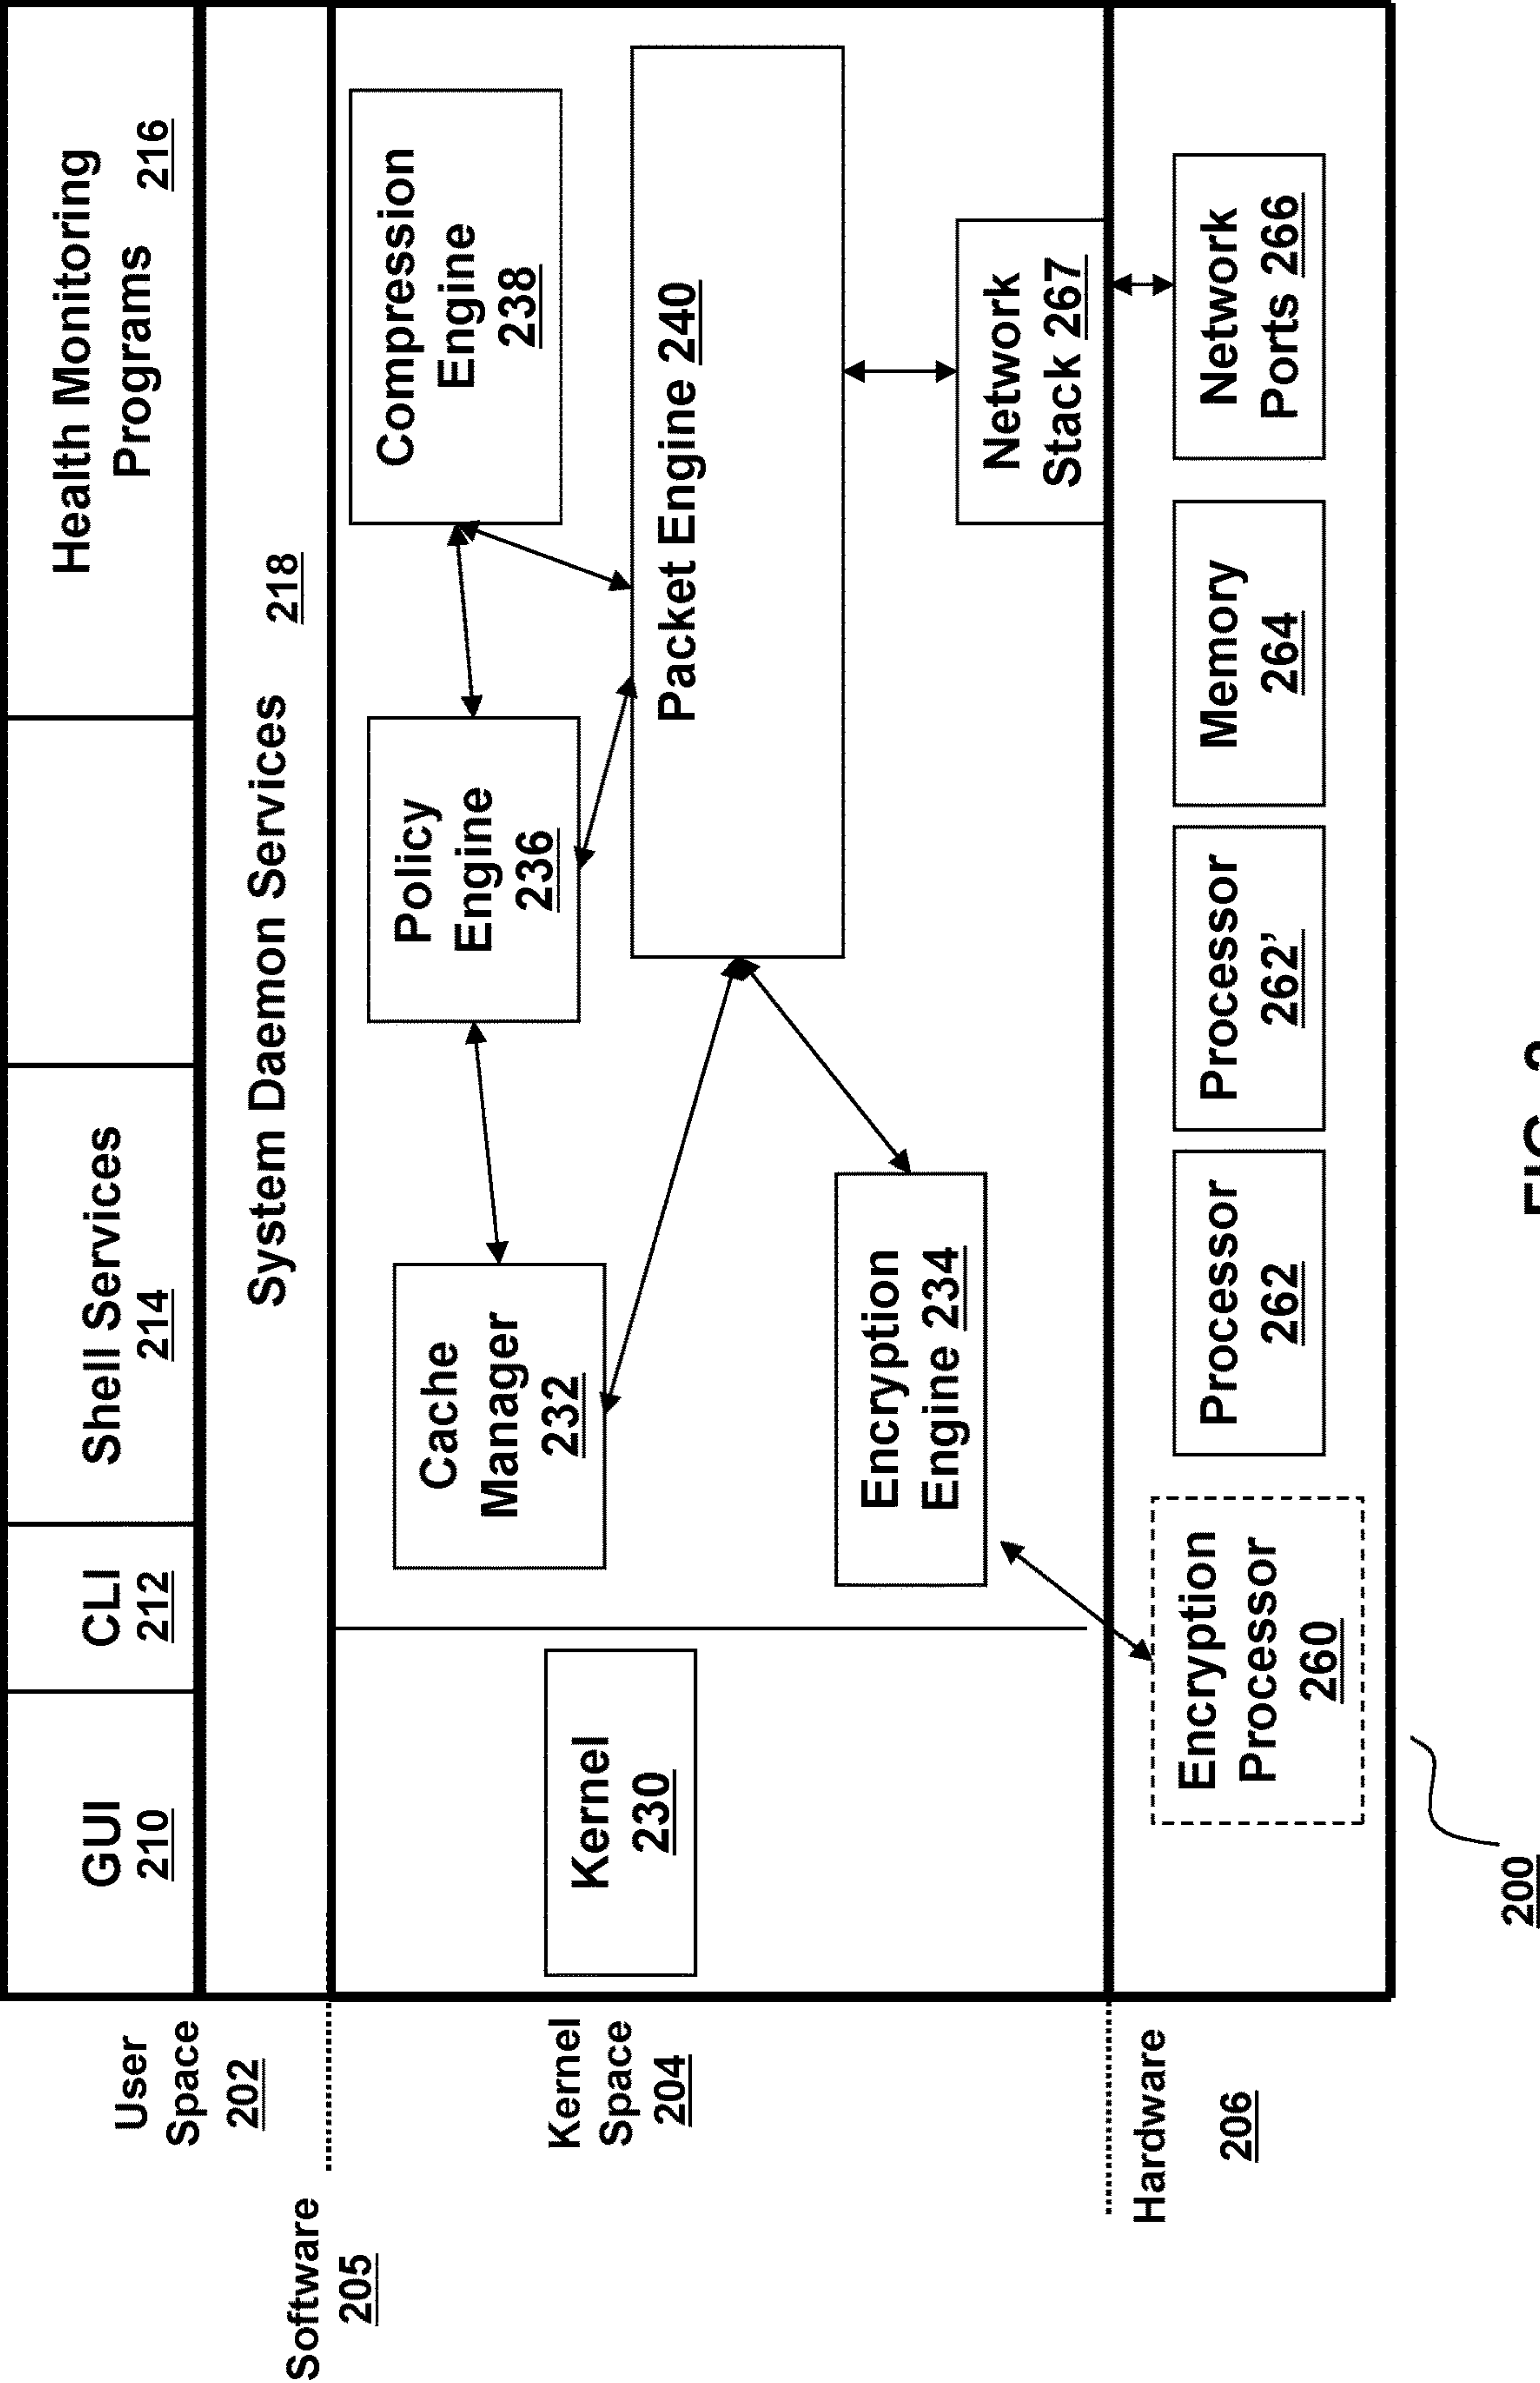 User
Space
202
GUI
210
CLI
212
Shell Services
214
Health Monitoring
Programs 216
System Daemon Services 218
Software
205
Kernel
Space
204
Kernel
230
Cache
Manager
232
Policy
Engine
236
Compression
Engine
238
Packet Engine 240
Encryption
Engine 234
Network
Stack 267
Hardware
206
Encryption
Processor
260
Processor
262
Processor
262’
Memory
264
Network
Ports 266
200
FIG